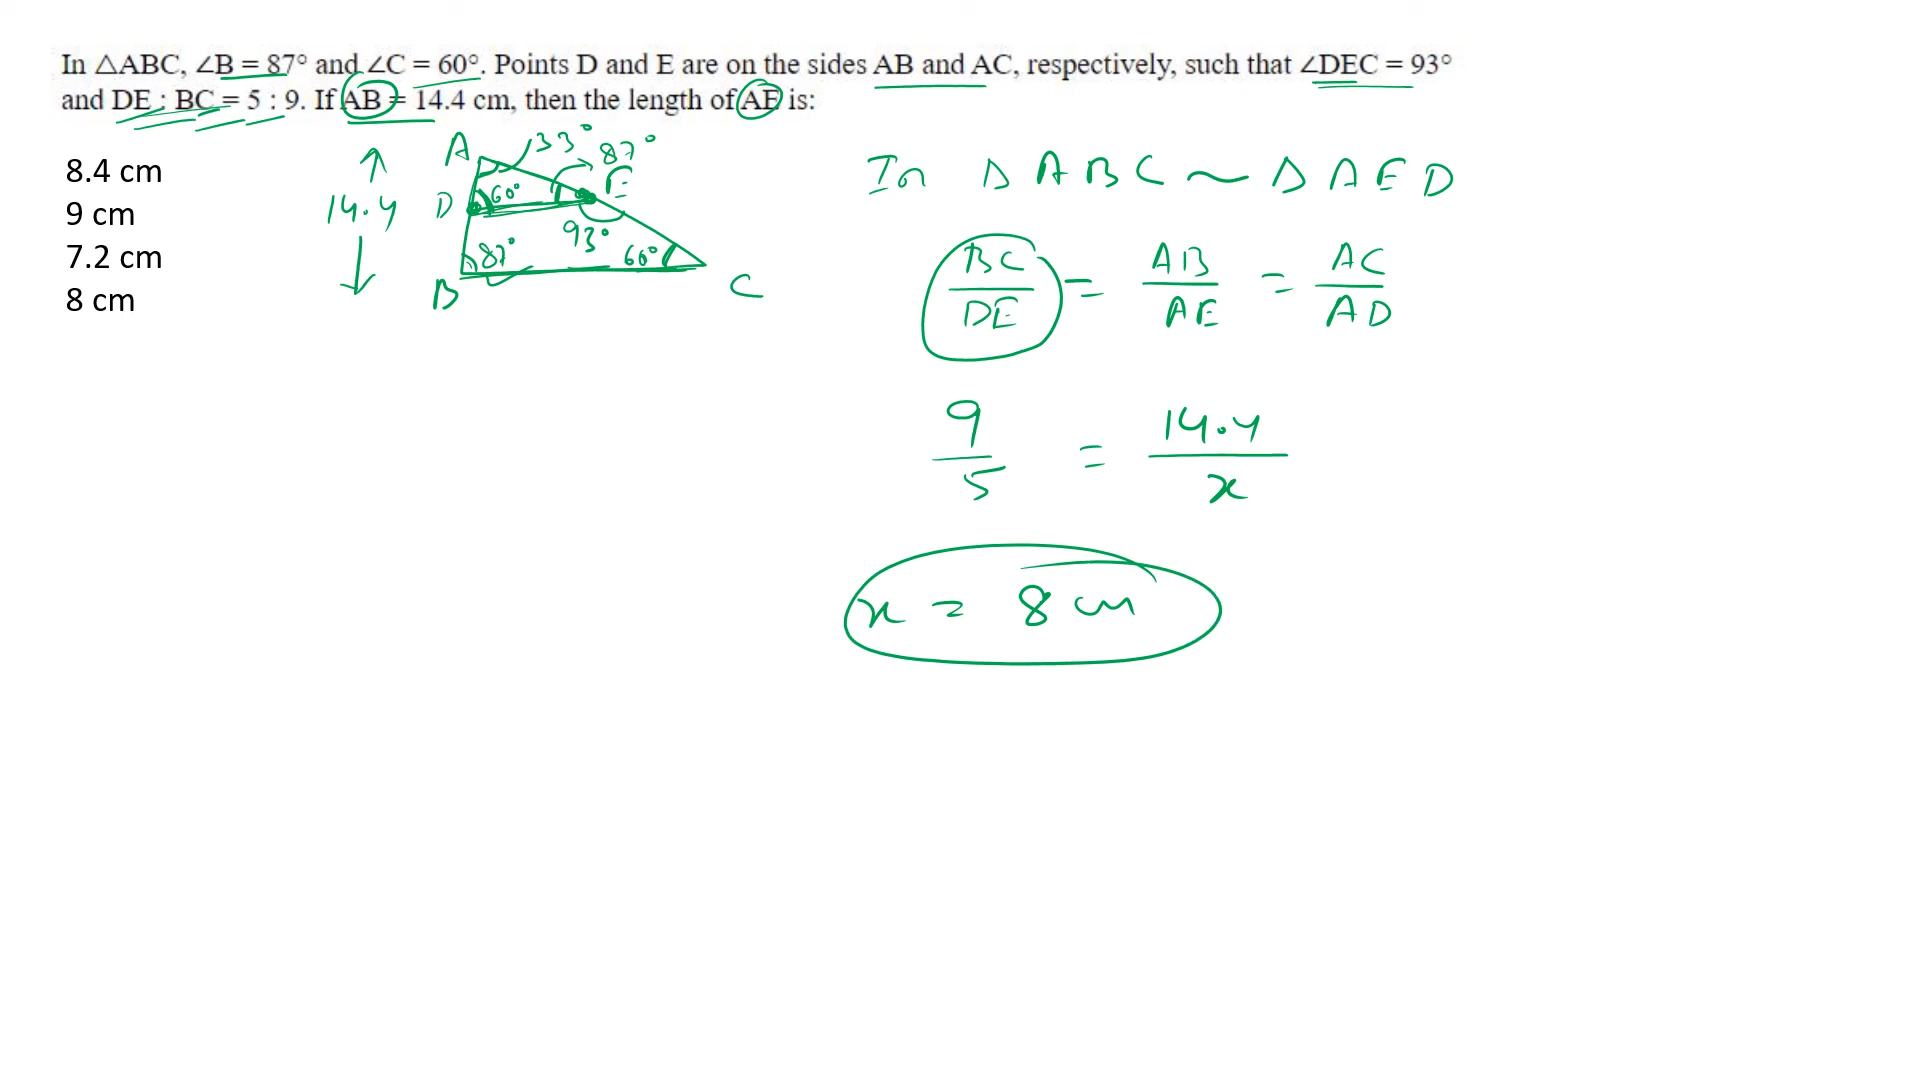 In △ABC, ∠B = 87° and ∠C = 60°. Points D and E are on the sides AB and AC, respectively, such that ∠DEC = 93°
and DE : BC = 5 : 9. If AB = 14.4 cm, then the length of AE is:
8.4 cm
9 cm
7.2 cm
8 cm
A 33° 87°
14.4 D 60° E
93°
87° 60°
B C
In △ABC ~ △AED
BC/DE = AB/AE = AC/AD
9/5 = 14.4/x
x = 8 cm